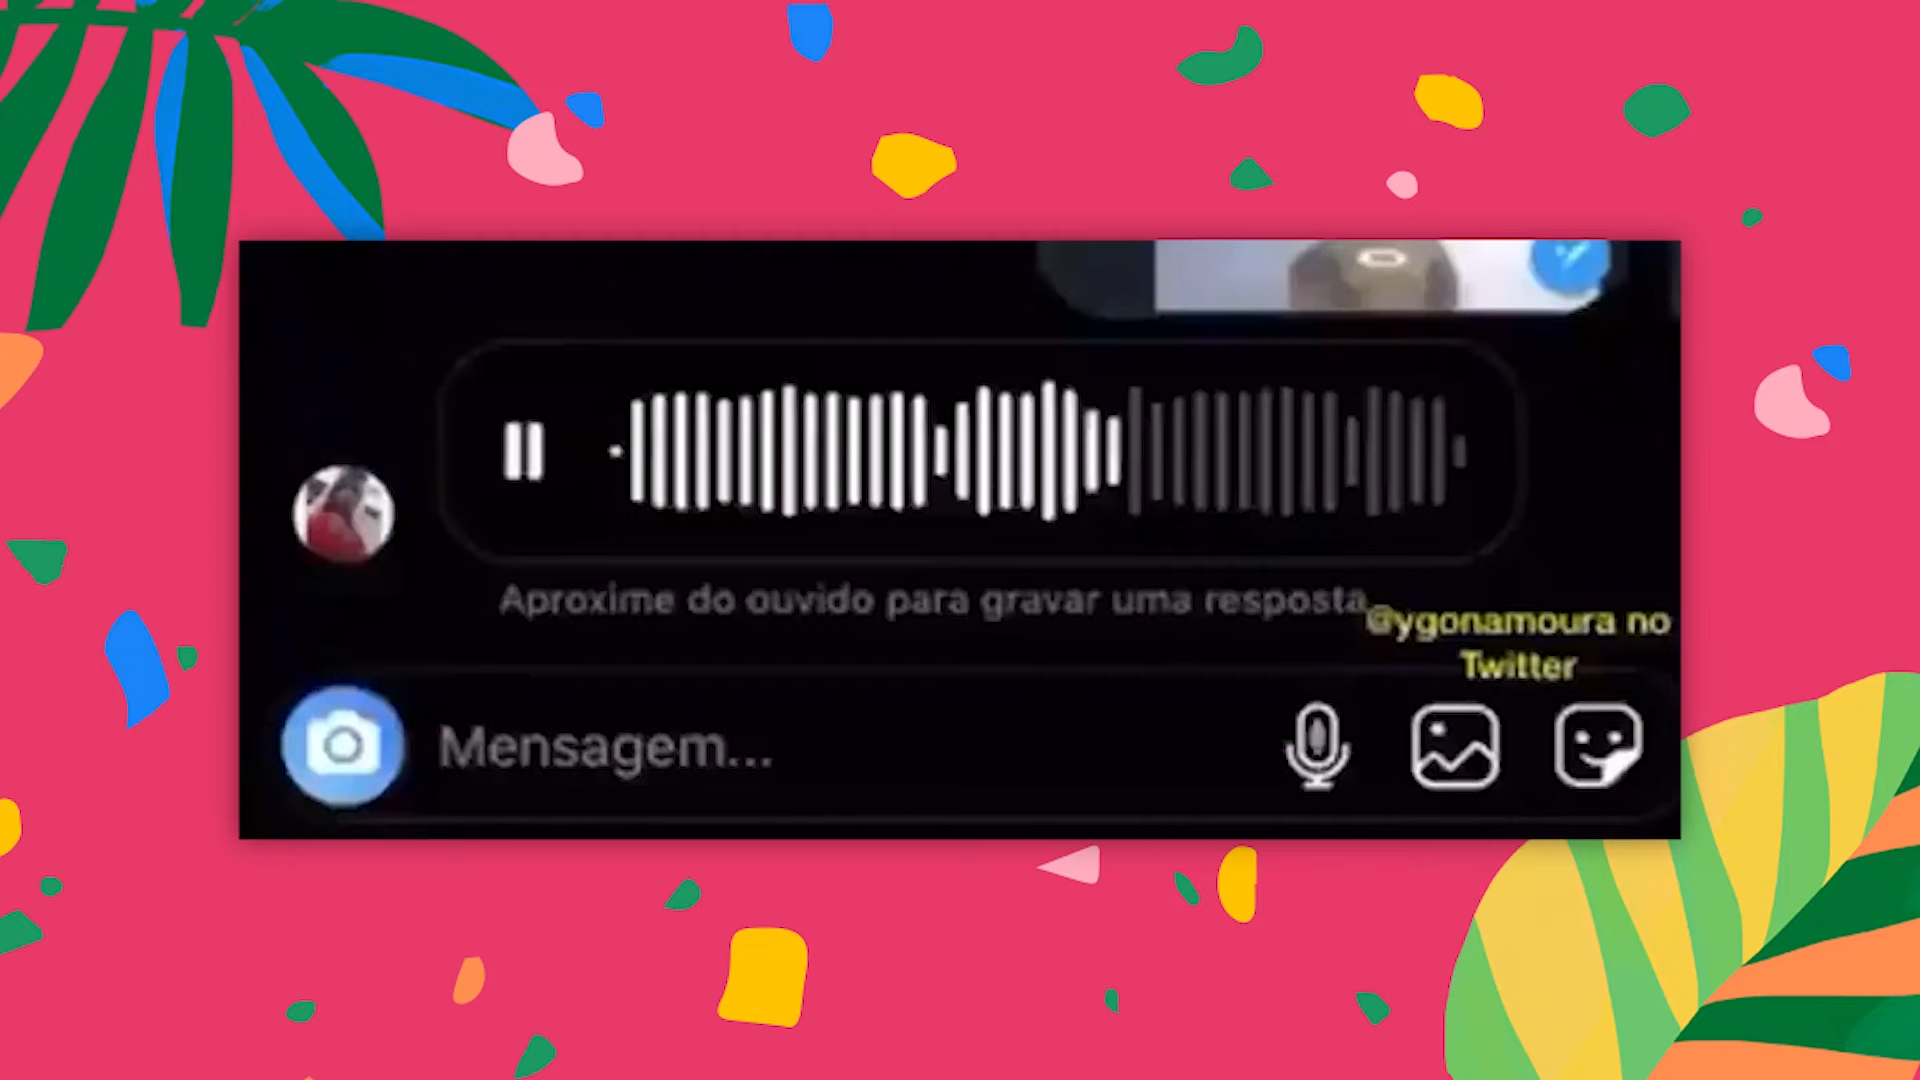 Aproxime do ouvido para gravar uma resposta
@ygonamoura no
Twitter
Mensagem...